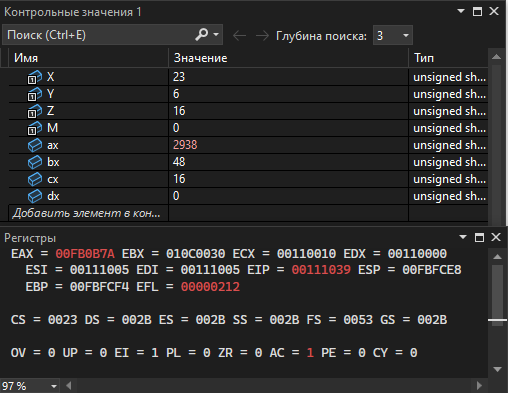 Контрольные значения 1
Поиск (Ctrl+E) Глубина поиска: 3
Имя Значение Тип
X 23 unsigned sh...
Y 6 unsigned sh...
Z 16 unsigned sh...
M 0 unsigned sh...
ax 2938 unsigned sh...
bx 48 unsigned sh...
cx 16 unsigned sh...
dx 0 unsigned sh...
Добавить элемент в кон...
Регистры
EAX = 00FB0B7A EBX = 010C0030 ECX = 00110010 EDX = 00110000
ESI = 00111005 EDI = 00111005 EIP = 00111039 ESP = 00FBFCE8
EBP = 00FBFCF4 EFL = 00000212
CS = 0023 DS = 002B ES = 002B SS = 002B FS = 0053 GS = 002B
OV = 0 UP = 0 EI = 1 PL = 0 ZR = 0 AC = 1 PE = 0 CY = 0
97 %